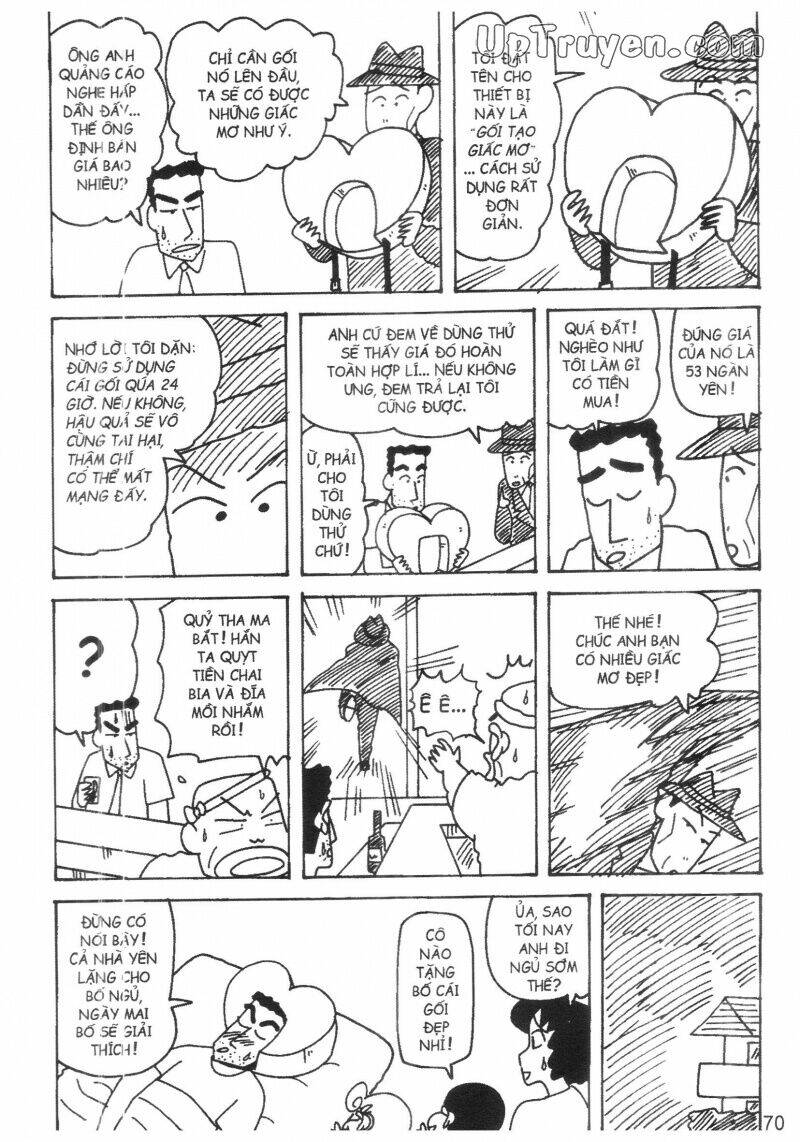 UpTruyen.com
TÔI ĐẶT
TÊN CHO
THIẾT BỊ
NÀY LÀ
"GỐI TẠO
GIẤC MƠ"
... CÁCH SỬ
DỤNG RẤT
ĐƠN
GIẢN.
CHỈ CẦN GỐI
NÓ LÊN ĐẦU,
TA SẼ CÓ ĐƯỢC
NHỮNG GIẤC
MƠ NHƯ Ý.
ÔNG ANH
QUẢNG CÁO
NGHE HẤP
DẪN ĐẤY...
THẾ ÔNG
ĐỊNH BÁN
GIÁ BAO
NHIÊU?
ĐÚNG GIÁ
CỦA NÓ LÀ
53 NGÀN
YÊN!
QUÁ ĐẮT!
NGHÈO NHƯ
TÔI LÀM GÌ
CÓ TIỀN
MUA!
ANH CỨ ĐEM VỀ DÙNG THỬ
SẼ THẤY GIÁ ĐÓ HOÀN
TOÀN HỢP LÍ... NẾU KHÔNG
ƯNG, ĐEM TRẢ LẠI TÔI
CŨNG ĐƯỢC.
Ừ, PHẢI
CHO
TÔI
DÙNG
THỬ
CHỨ!
NHỚ LỜI TÔI DẶN:
ĐỪNG SỬ DỤNG
CÁI GỐI QÚA 24
GIỜ. NẾU KHÔNG,
HẬU QUẢ SẼ VÔ
CÙNG TAI HẠI,
THẬM CHÍ
CÓ THỂ MẤT
MẠNG ĐẤY.
THẾ NHÉ!
CHÚC ANH BẠN
CÓ NHIỀU GIẤC
MƠ ĐẸP!
Ê Ê...
QUỶ THA MA
BẮT! HẮN
TA QUỴT
TIỀN CHAI
BIA VÀ ĐĨA
MỒI NHẮM
RỒI!
?
ỦA, SAO
TỐI NAY
ANH ĐI
NGỦ SỚM
THẾ?
CÔ
NÀO
TẶNG
BỐ CÁI
GỐI
ĐẸP
NHỈ!
ĐỪNG CÓ
NÓI BẬY!
CẢ NHÀ YÊN
LẶNG CHO
BỐ NGỦ,
NGÀY MAI
BỐ SẼ GIẢI
THÍCH!
70